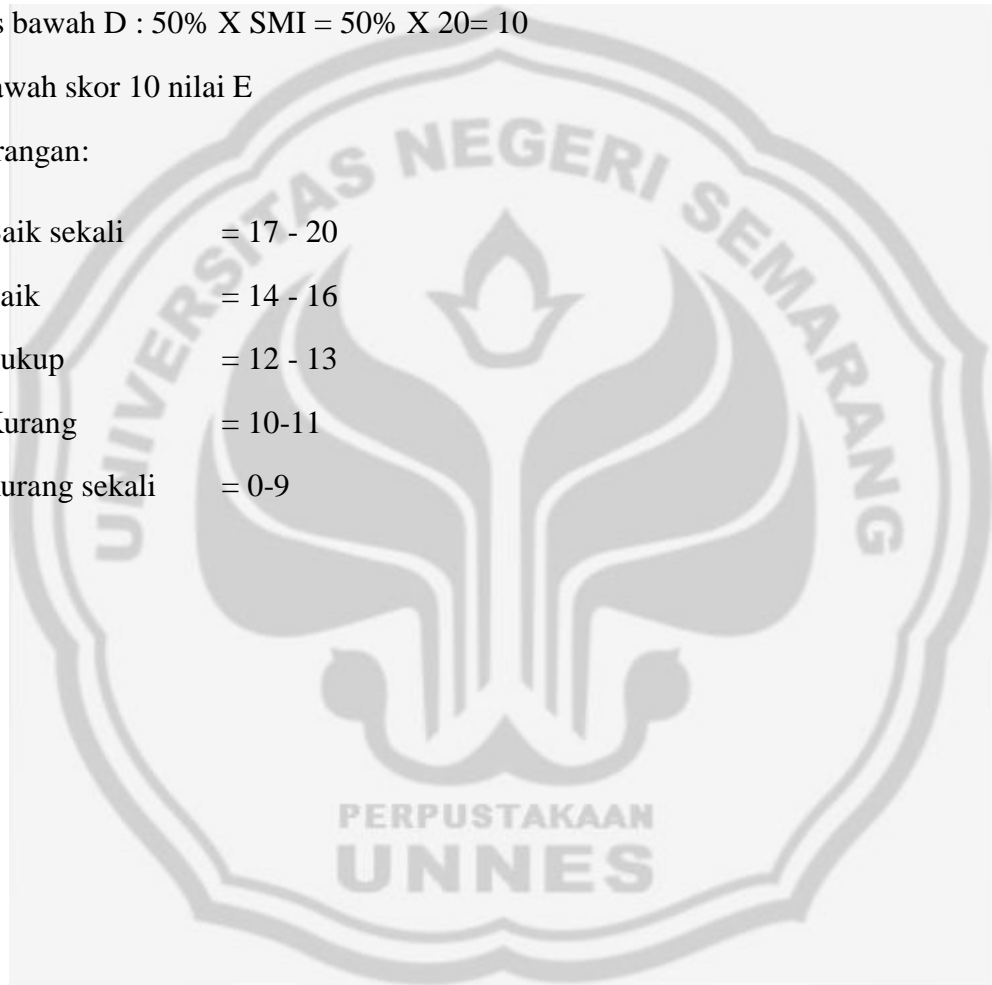 s bawah D : 50% X SMI = 50% X 20= 10
awah skor 10 nilai E
rangan:
aik sekali = 17 - 20
aik = 14 - 16
ukup = 12 - 13
Kurang = 10-11
urang sekali = 0-9
UNIVERSITAS NEGERI SEMARANG
PERPUSTAKAAN
UNNES